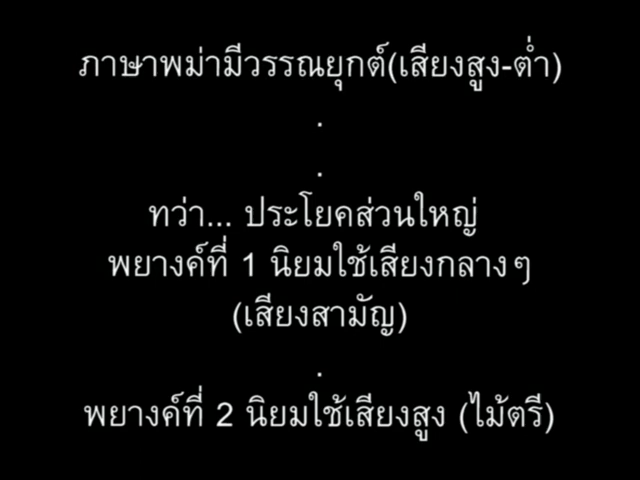 ภาษาพม่ามีวรรณยุกต์(เสียงสูง-ต่ำ)
.
.
ทว่า... ประโยคส่วนใหญ่
พยางค์ที่ 1 นิยมใช้เสียงกลางๆ
(เสียงสามัญ)
.
พยางค์ที่ 2 นิยมใช้เสียงสูง (ไม้ตรี)